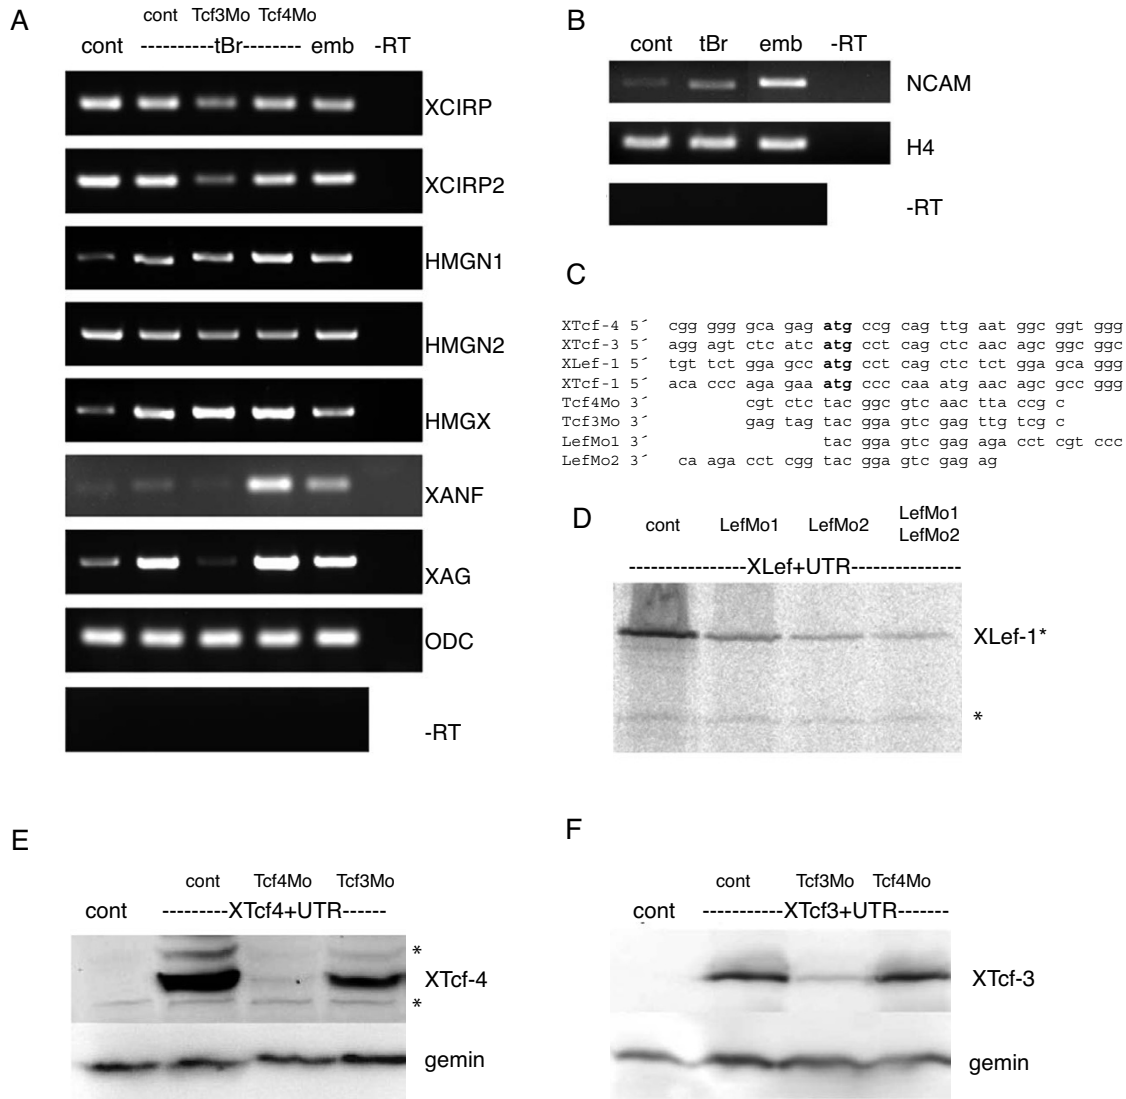 A
cont Tcf3Mo Tcf4Mo
cont ----------tBr-------- emb -RT
XCIRP
XCIRP2
HMGN1
HMGN2
HMGX
XANF
XAG
ODC
-RT
B
cont tBr emb -RT
NCAM
H4
-RT
C
XTcf-4 5´ cgg ggg gca gag atg ccg cag ttg aat ggc ggt ggg
XTcf-3 5´ agg agt ctc atc atg cct cag ctc aac agc ggc ggc
XLef-1 5´ tgt tct gga gcc atg cct cag ctc tct gga gca ggg
XTcf-1 5´ aca ccc aga gaa atg ccc caa atg aac agc gcc ggg
Tcf4Mo 3´ cgt ctc tac ggc gtc aac tta ccg c
Tcf3Mo 3´ gag tag tac gga gtc gag ttg tcg c
LefMo1 3´ tac gga gtc gag aga cct cgt ccc
LefMo2 3´ ca aga cct cgg tac gga gtc gag ag
D
cont LefMo1 LefMo2 LefMo1
LefMo2
----------------XLef+UTR---------------
XLef-1*
*
E
cont Tcf4Mo Tcf3Mo
cont ---------XTcf4+UTR------
*
XTcf-4
*
gemin
F
cont Tcf3Mo Tcf4Mo
cont -----------XTcf3+UTR-------
XTcf-3
gemin